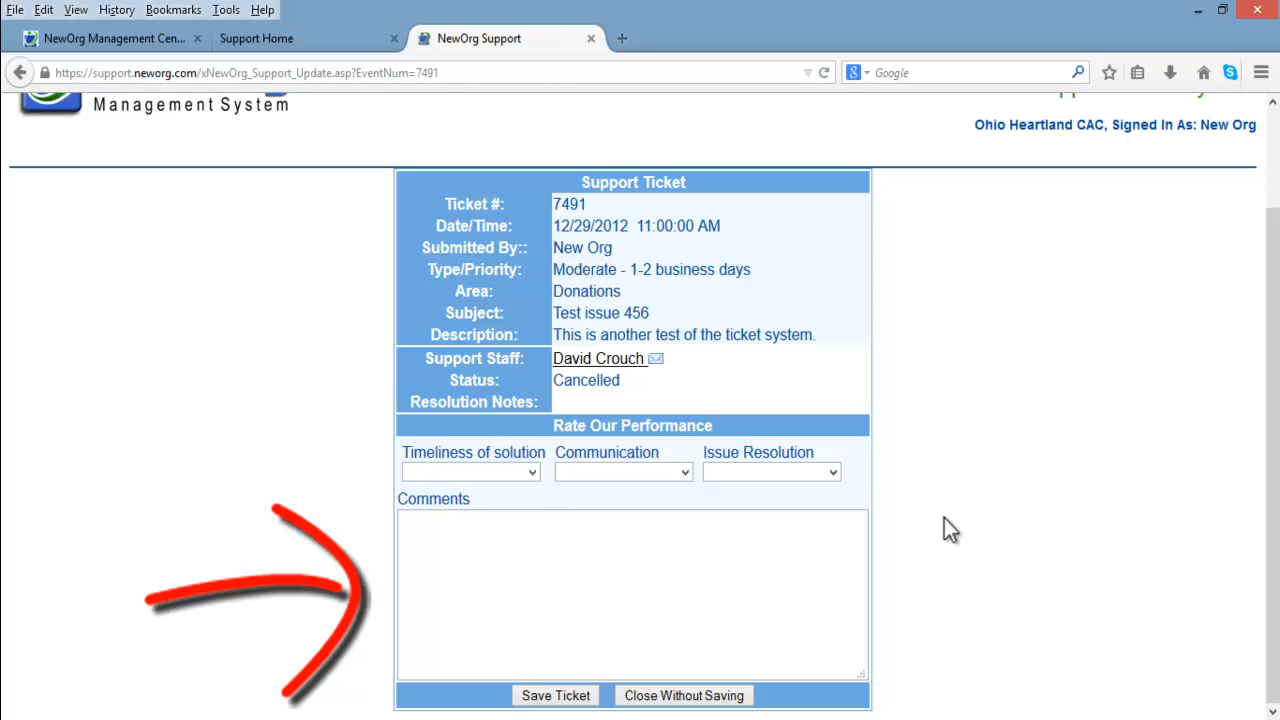 File Edit View History Bookmarks Tools Help
NewOrg Management Cen... Support Home NewOrg Support
https://support.neworg.com/xNewOrg_Support_Update.asp?EventNum=7491 Google
Management System
Ohio Heartland CAC, Signed In As: New Org
Support Ticket
Ticket #: 7491
Date/Time: 12/29/2012 11:00:00 AM
Submitted By:: New Org
Type/Priority: Moderate - 1-2 business days
Area: Donations
Subject: Test issue 456
Description: This is another test of the ticket system.
Support Staff: David Crouch
Status: Cancelled
Resolution Notes:
Rate Our Performance
Timeliness of solution Communication Issue Resolution
Comments
Save Ticket Close Without Saving